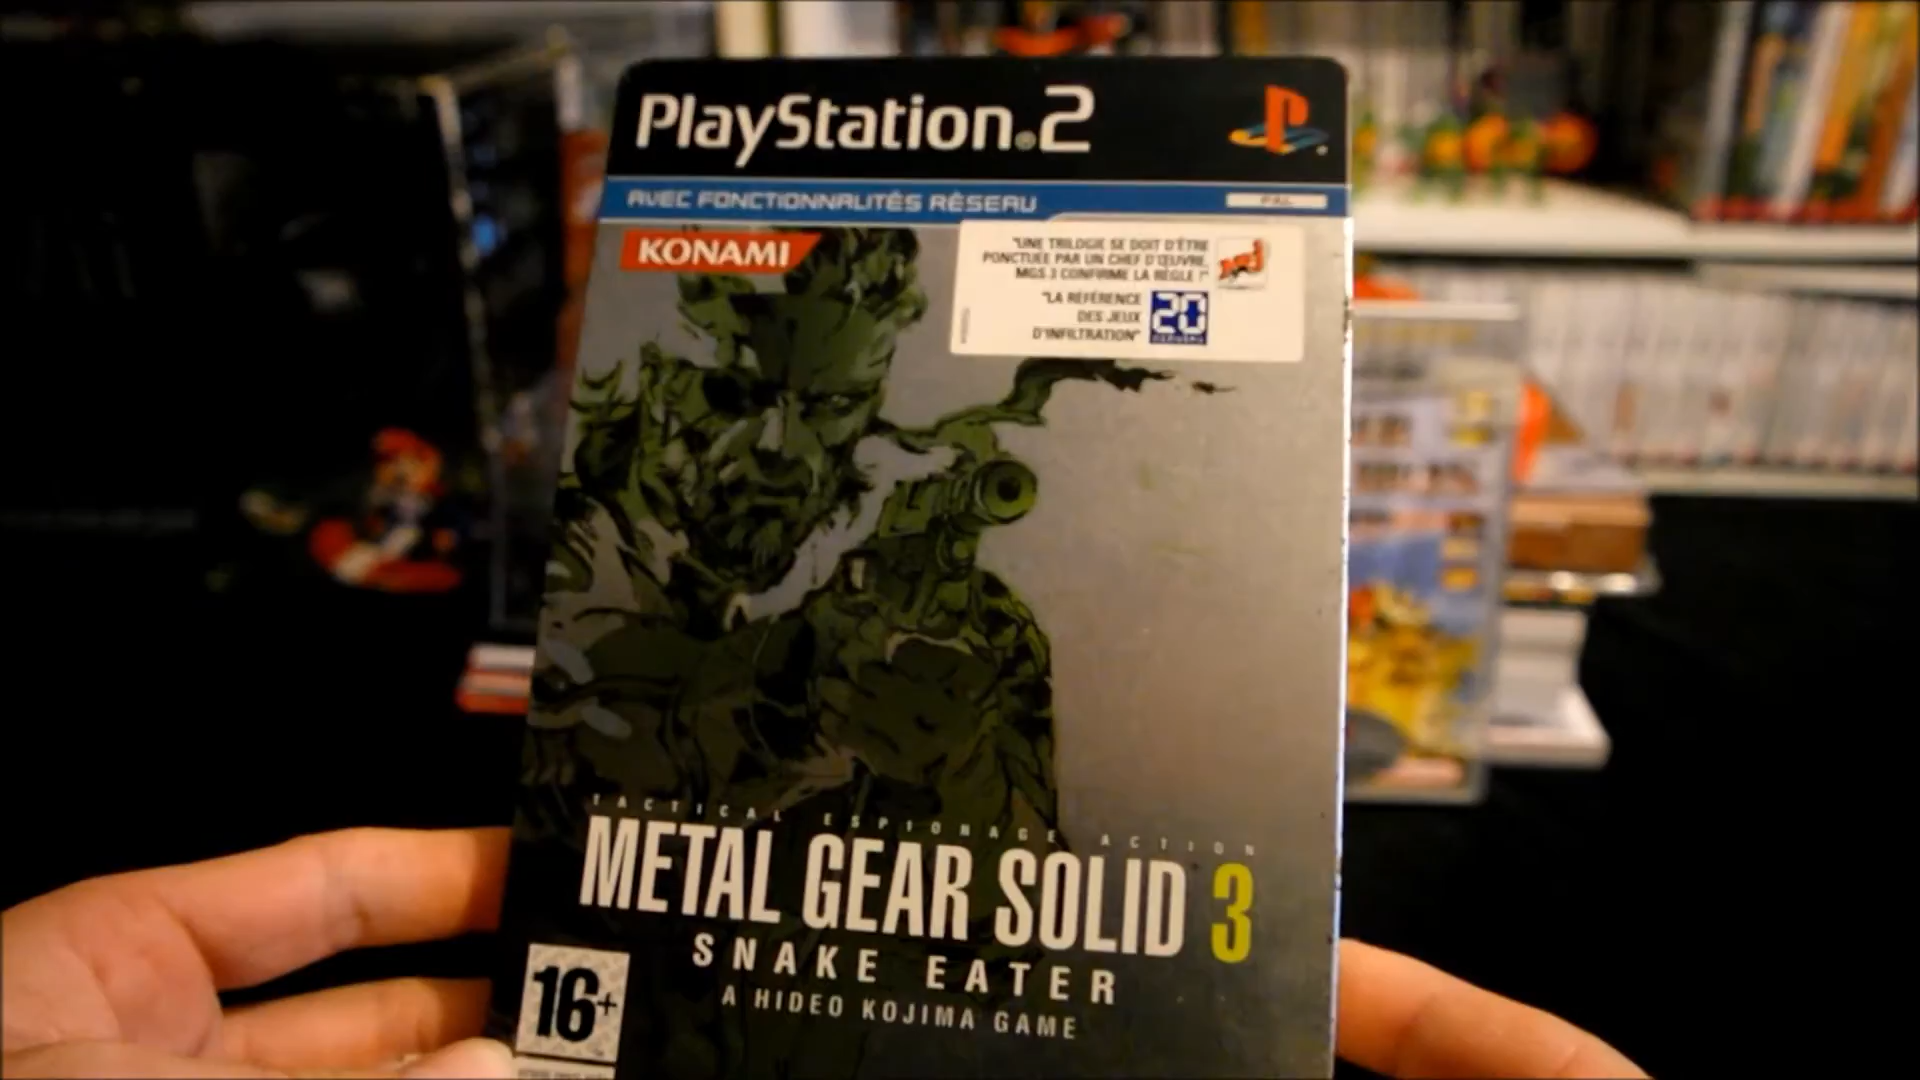 PlayStation.2
AVEC FONCTIONNALITÉS RÉSEAU
PAL
KONAMI
"UNE TRILOGIE SE DOIT D'ÊTRE
PONCTUÉE PAR UN CHEF D'ŒUVRE,
MGS 3 CONFIRME LA RÈGLE !"
NRJ
"LA RÉFÉRENCE
DES JEUX
D'INFILTRATION"
20
TACTICAL ESPIONAGE ACTION
METAL GEAR SOLID 3
SNAKE EATER
A HIDEO KOJIMA GAME
16+